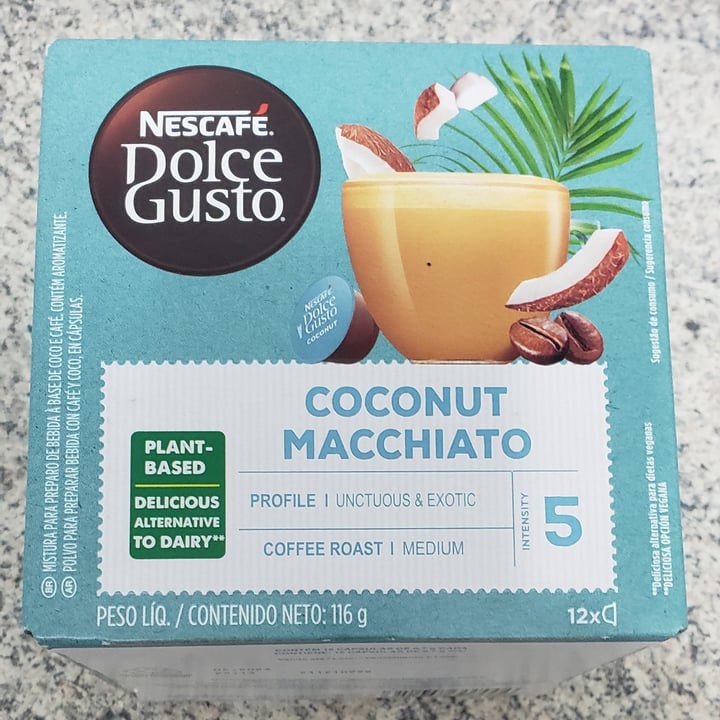 NESCAFÉ.
Dolce
Gusto.
NESCAFÉ
Dolce
Gusto
COCONUT
COCONUT
MACCHIATO
PLANT-
BASED
DELICIOUS
ALTERNATIVE
TO DAIRY**
PROFILE | UNCTUOUS & EXOTIC
COFFEE ROAST | MEDIUM
INTENSITY
5
PESO LÍQ. / CONTENIDO NETO: 116 g
12x
BR MISTURA PARA PREPARO DE BEBIDA À BASE DE COCO E CAFÉ. CONTÉM AROMATIZANTE.
AR POLVO PARA PREPARAR BEBIDA CON CAFÉ Y COCO, EN CÁPSULAS.
Sugestão de consumo / Sugerencia consumo
**Deliciosa alternativa para dietas veganas
**DELICIOSA OPCIÓN VEGANA